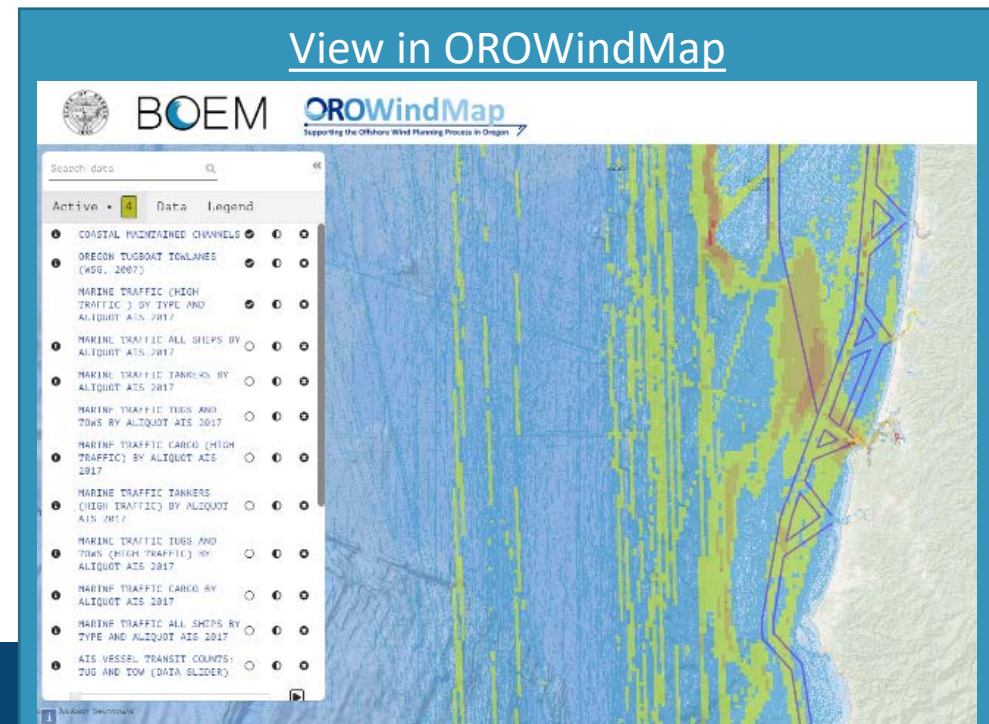 View in OROWindMap
BOEM
OROWindMap
Supporting the Offshore Wind Planning Process in Oregon
Search data
Active • 4 Data Legend
COASTAL MAINTAINED CHANNELS
OREGON TUGBOAT TOWLANES
(WSG, 2007)
MARINE TRAFFIC (HIGH
TRAFFIC ) BY TYPE AND
ALIQUOT AIS 2017
MARINE TRAFFIC ALL SHIPS BY
ALIQUOT AIS 2017
MARINE TRAFFIC TANKERS BY
ALIQUOT AIS 2017
MARINE TRAFFIC TUGS AND
TOWS BY ALIQUOT AIS 2017
MARINE TRAFFIC CARGO (HIGH
TRAFFIC) BY ALIQUOT AIS
2017
MARINE TRAFFIC TANKERS
(HIGH TRAFFIC) BY ALIQUOT
AIS 2017
MARINE TRAFFIC TUGS AND
TOWS (HIGH TRAFFIC) BY
ALIQUOT AIS 2017
MARINE TRAFFIC CARGO BY
ALIQUOT AIS 2017
MARINE TRAFFIC ALL SHIPS BY
TYPE AND ALIQUOT AIS 2017
AIS VESSEL TRANSIT COUNTS:
TUG AND TOW (DATA SLIDER)